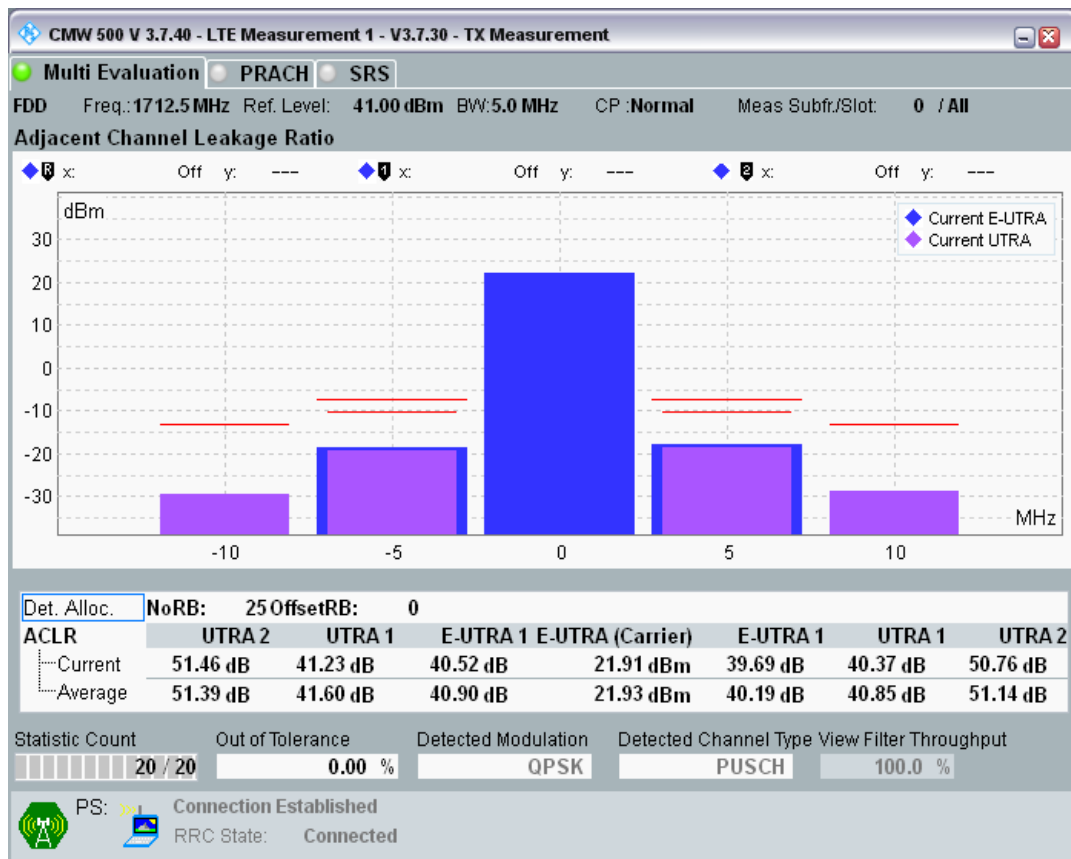 CMW 500 V 3.7.40 - LTE Measurement 1 - V3.7.30 - TX Measurement
Multi Evaluation PRACH SRS
FDD Freq.:1712.5 MHz Ref. Level: 41.00 dBm BW:5.0 MHz CP :Normal Meas Subfr./Slot: 0 / All
Adjacent Channel Leakage Ratio
R x: Off y: --- 1 x: Off y: --- 2 x: Off y: ---
dBm
Current E-UTRA
Current UTRA
30
20
10
0
-10
-20
-30
MHz
-10 -5 0 5 10
Det. Alloc. NoRB: 25 OffsetRB: 0
ACLR UTRA 2 UTRA 1 E-UTRA 1 E-UTRA (Carrier) E-UTRA 1 UTRA 1 UTRA 2
Current 51.46 dB 41.23 dB 40.52 dB 21.91 dBm 39.69 dB 40.37 dB 50.76 dB
Average 51.39 dB 41.60 dB 40.90 dB 21.93 dBm 40.19 dB 40.85 dB 51.14 dB
Statistic Count Out of Tolerance Detected Modulation Detected Channel Type View Filter Throughput
20 / 20 0.00 % QPSK PUSCH 100.0 %
PS: Connection Established
RRC State: Connected